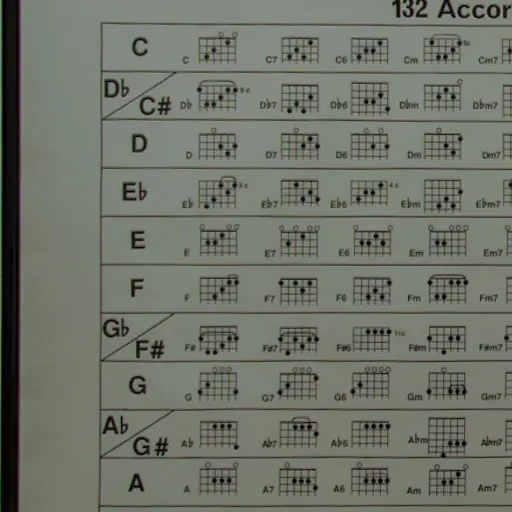 132 Accor
C C C7 C6 Cm Cm7
Db C# Db Db7 Db6 Dbm Dbm7
D D D7 D6 Dm Dm7
Eb Eb Eb7 Eb6 Ebm Ebm7
E E E7 E6 Em Em7
F F F7 F6 Fm Fm7
Gb F# F# F#7 F#6 F#m F#m7
G G G7 G6 Gm Gm7
Ab G# Ab Ab7 Ab6 Abm Abm7
A A A7 A6 Am Am7